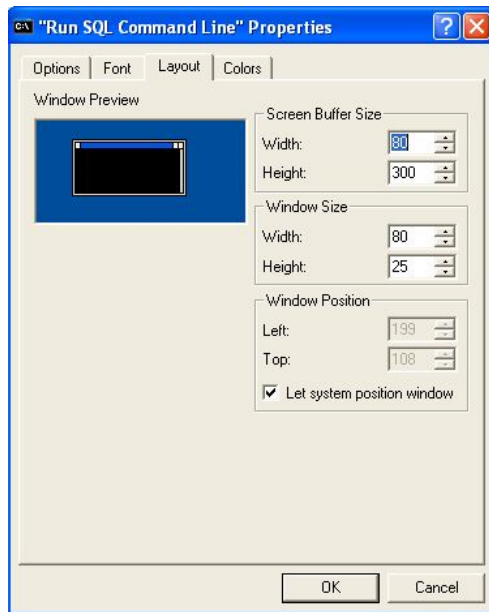 "Run SQL Command Line" Properties
Options Font Layout Colors
Window Preview
Screen Buffer Size
Width: 80
Height: 300
Window Size
Width: 80
Height: 25
Window Position
Left: 199
Top: 108
Let system position window
OK Cancel